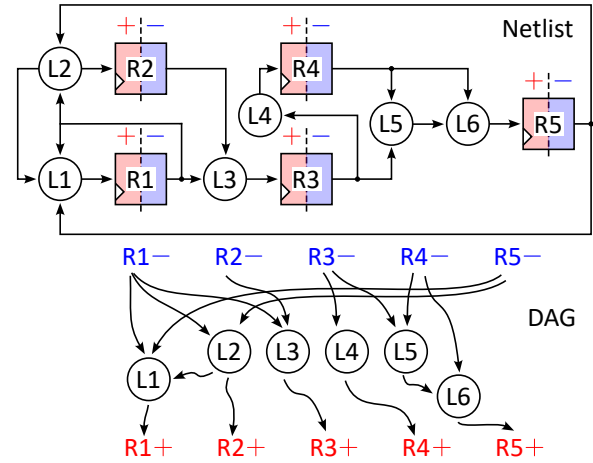 Netlist
+ − + −
L2 R2 R4
+ −
L4 L5 L6 R5
+ − + −
L1 R1 L3 R3
R1− R2− R3− R4− R5−
DAG
L2 L3 L4 L5
L1 L6
R1+ R2+ R3+ R4+ R5+